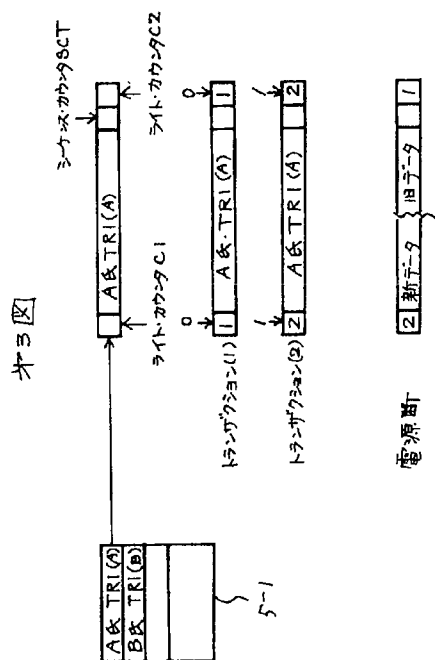 第3図
A氏 TRI(A)
B氏 TRI(B)
5-1
シーケンス・カウンタSCT
A氏 TRI(A)
ライト・カウンタC1
ライト・カウンタC2
トランザクション(1)
0
0
1
A氏・TRI(A)
1
トランザクション(2)
1
1
2
A氏 TRI(A)
2
電源断
2
新データ
旧データ
1